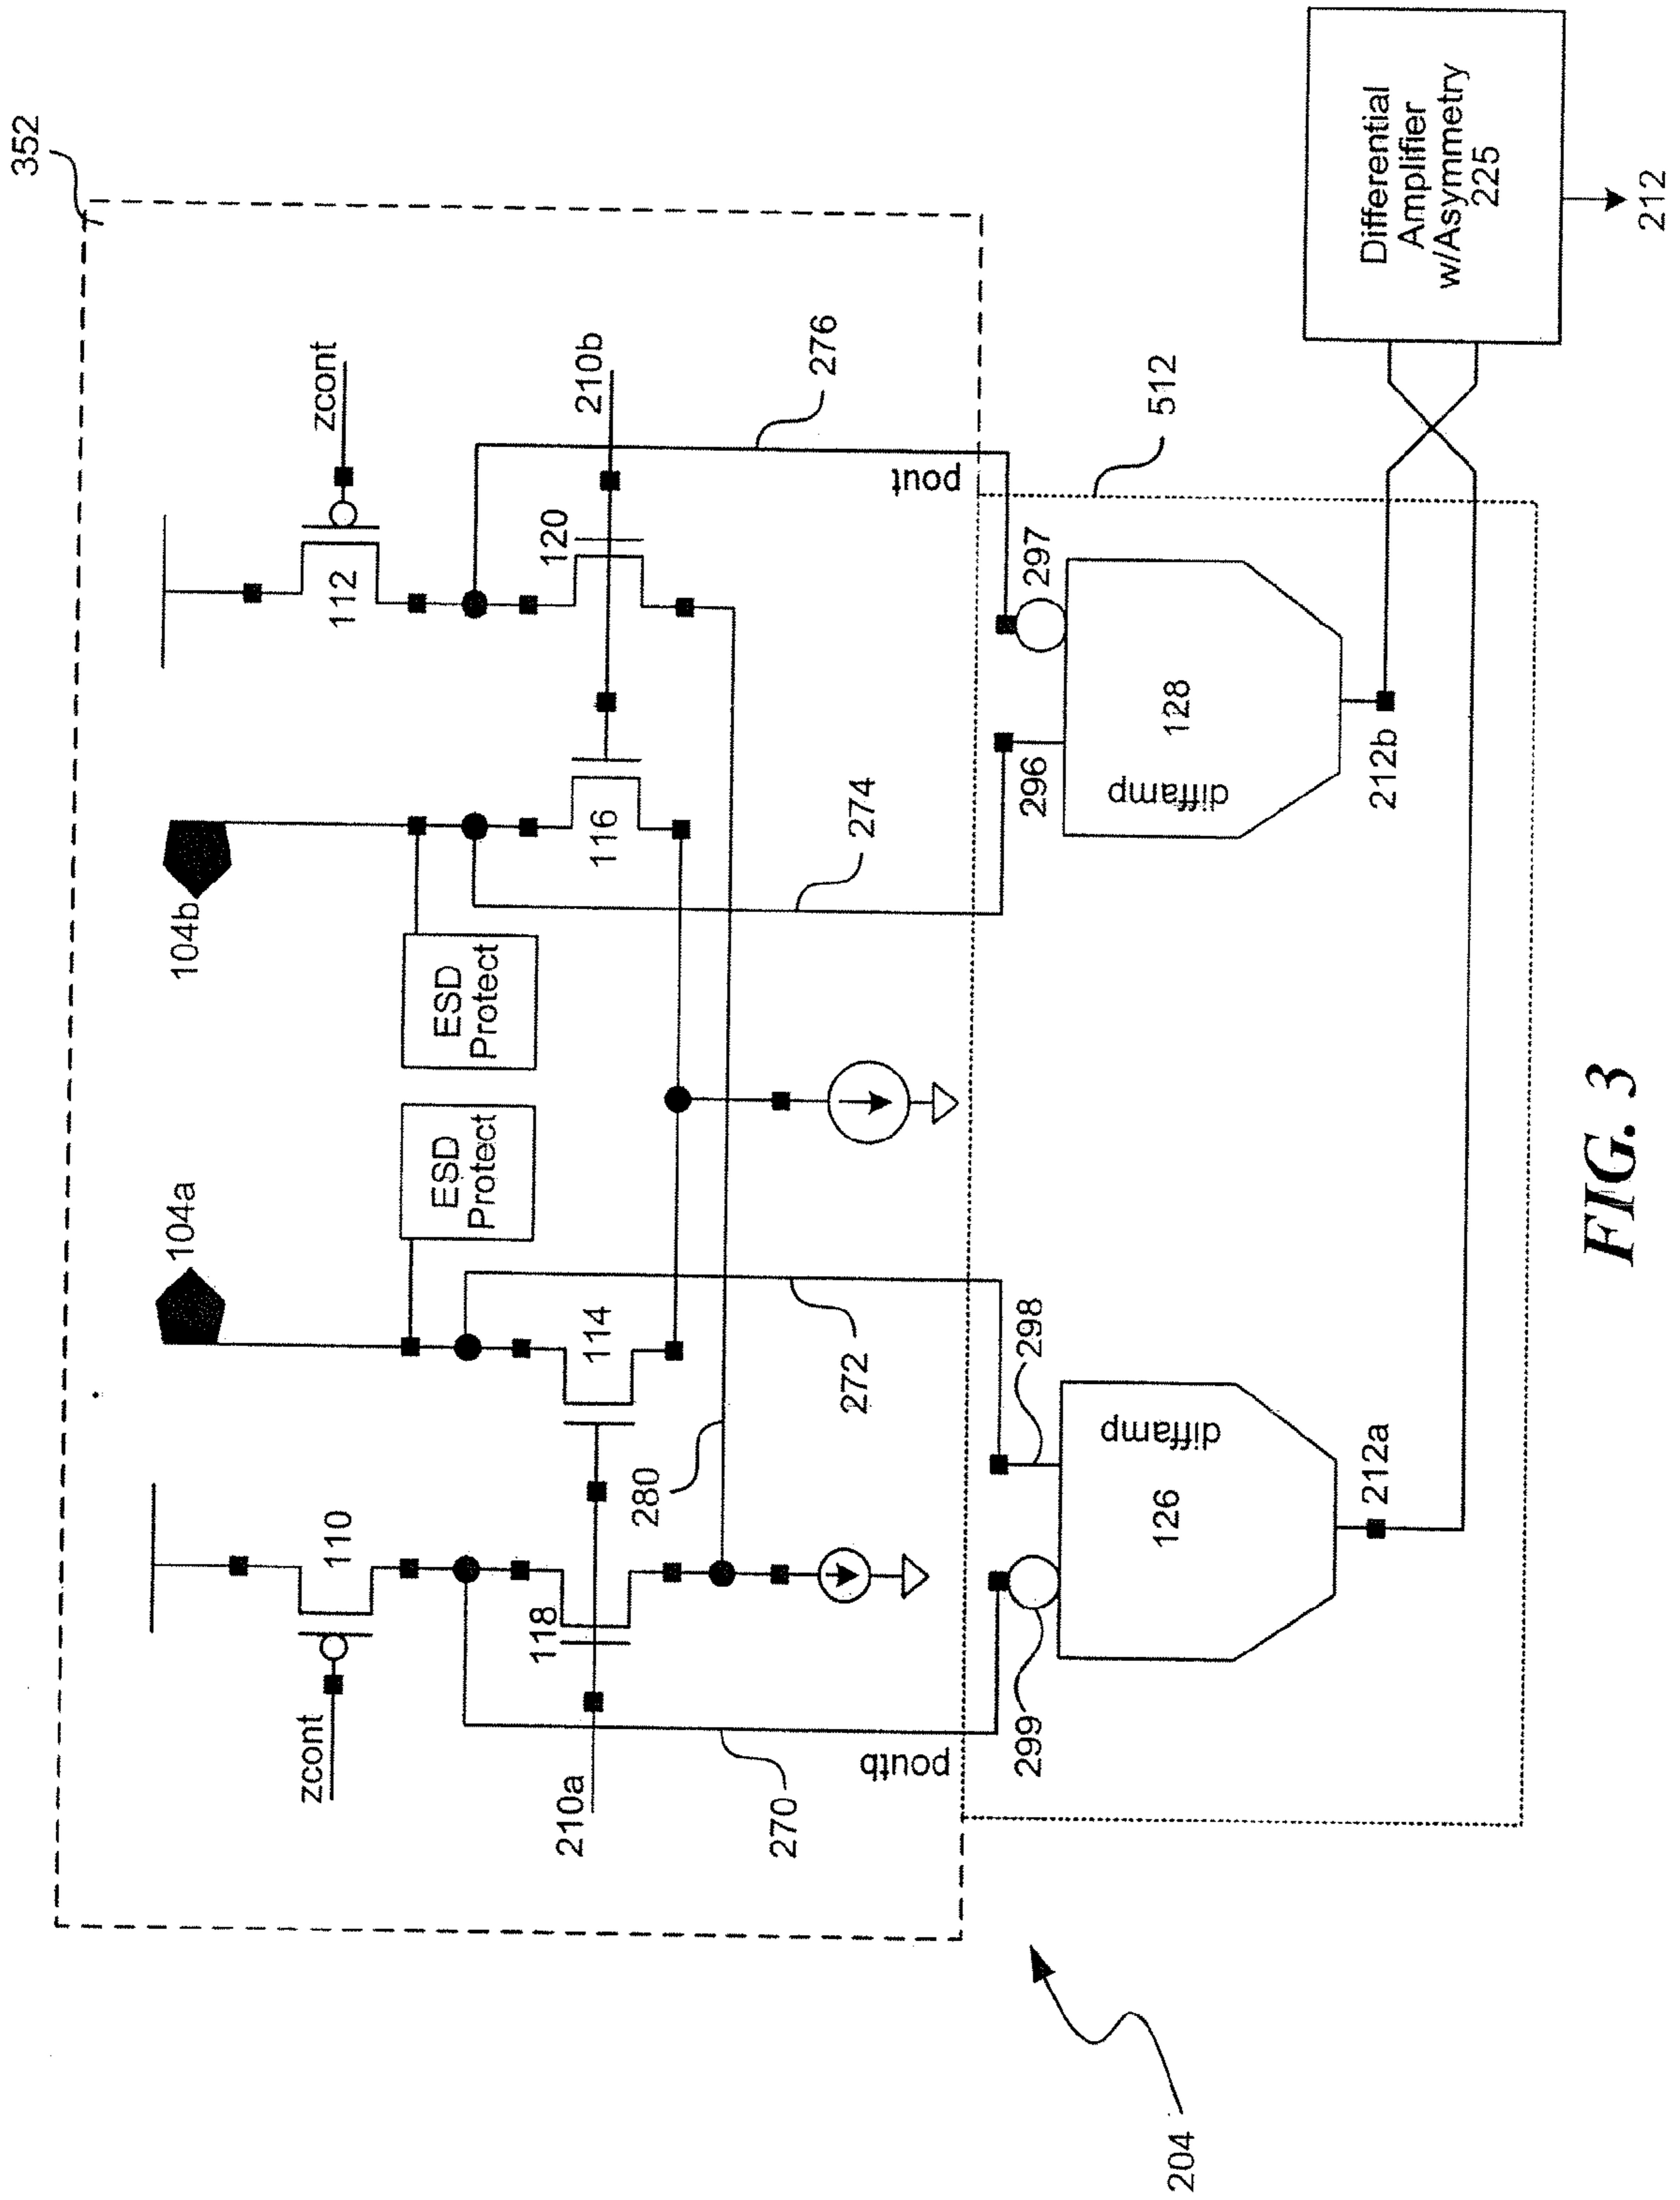 352
zcont
110
104a
104b
112
zcont
ESD
Protect
ESD
Protect
118
114
116
120
210a
210b
280
270
272
274
276
poutb
pout
299
298
296
297
512
126
diffamp
128
diffamp
212a
212b
Differential
Amplifier
w/Asymmetry
225
212
204
FIG. 3